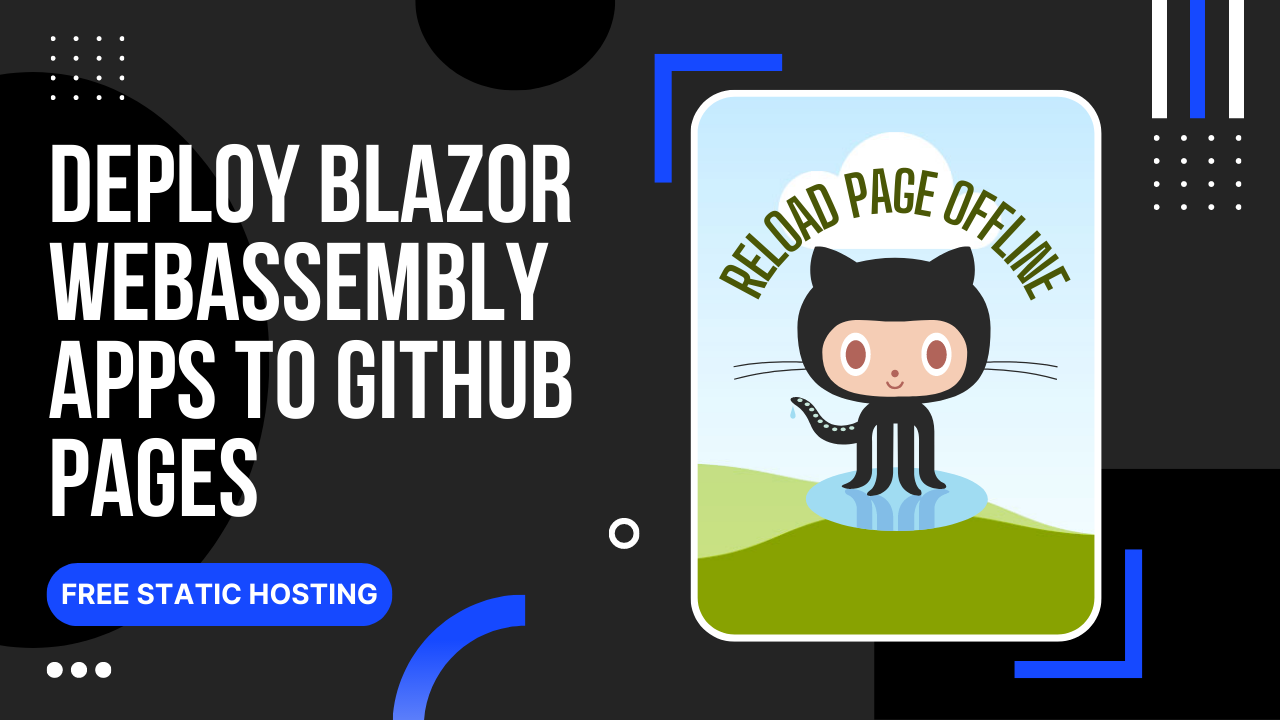 DEPLOY BLAZOR
WEBASSEMBLY
APPS TO GITHUB
PAGES
FREE STATIC HOSTING
RELOAD PAGE OFFLINE